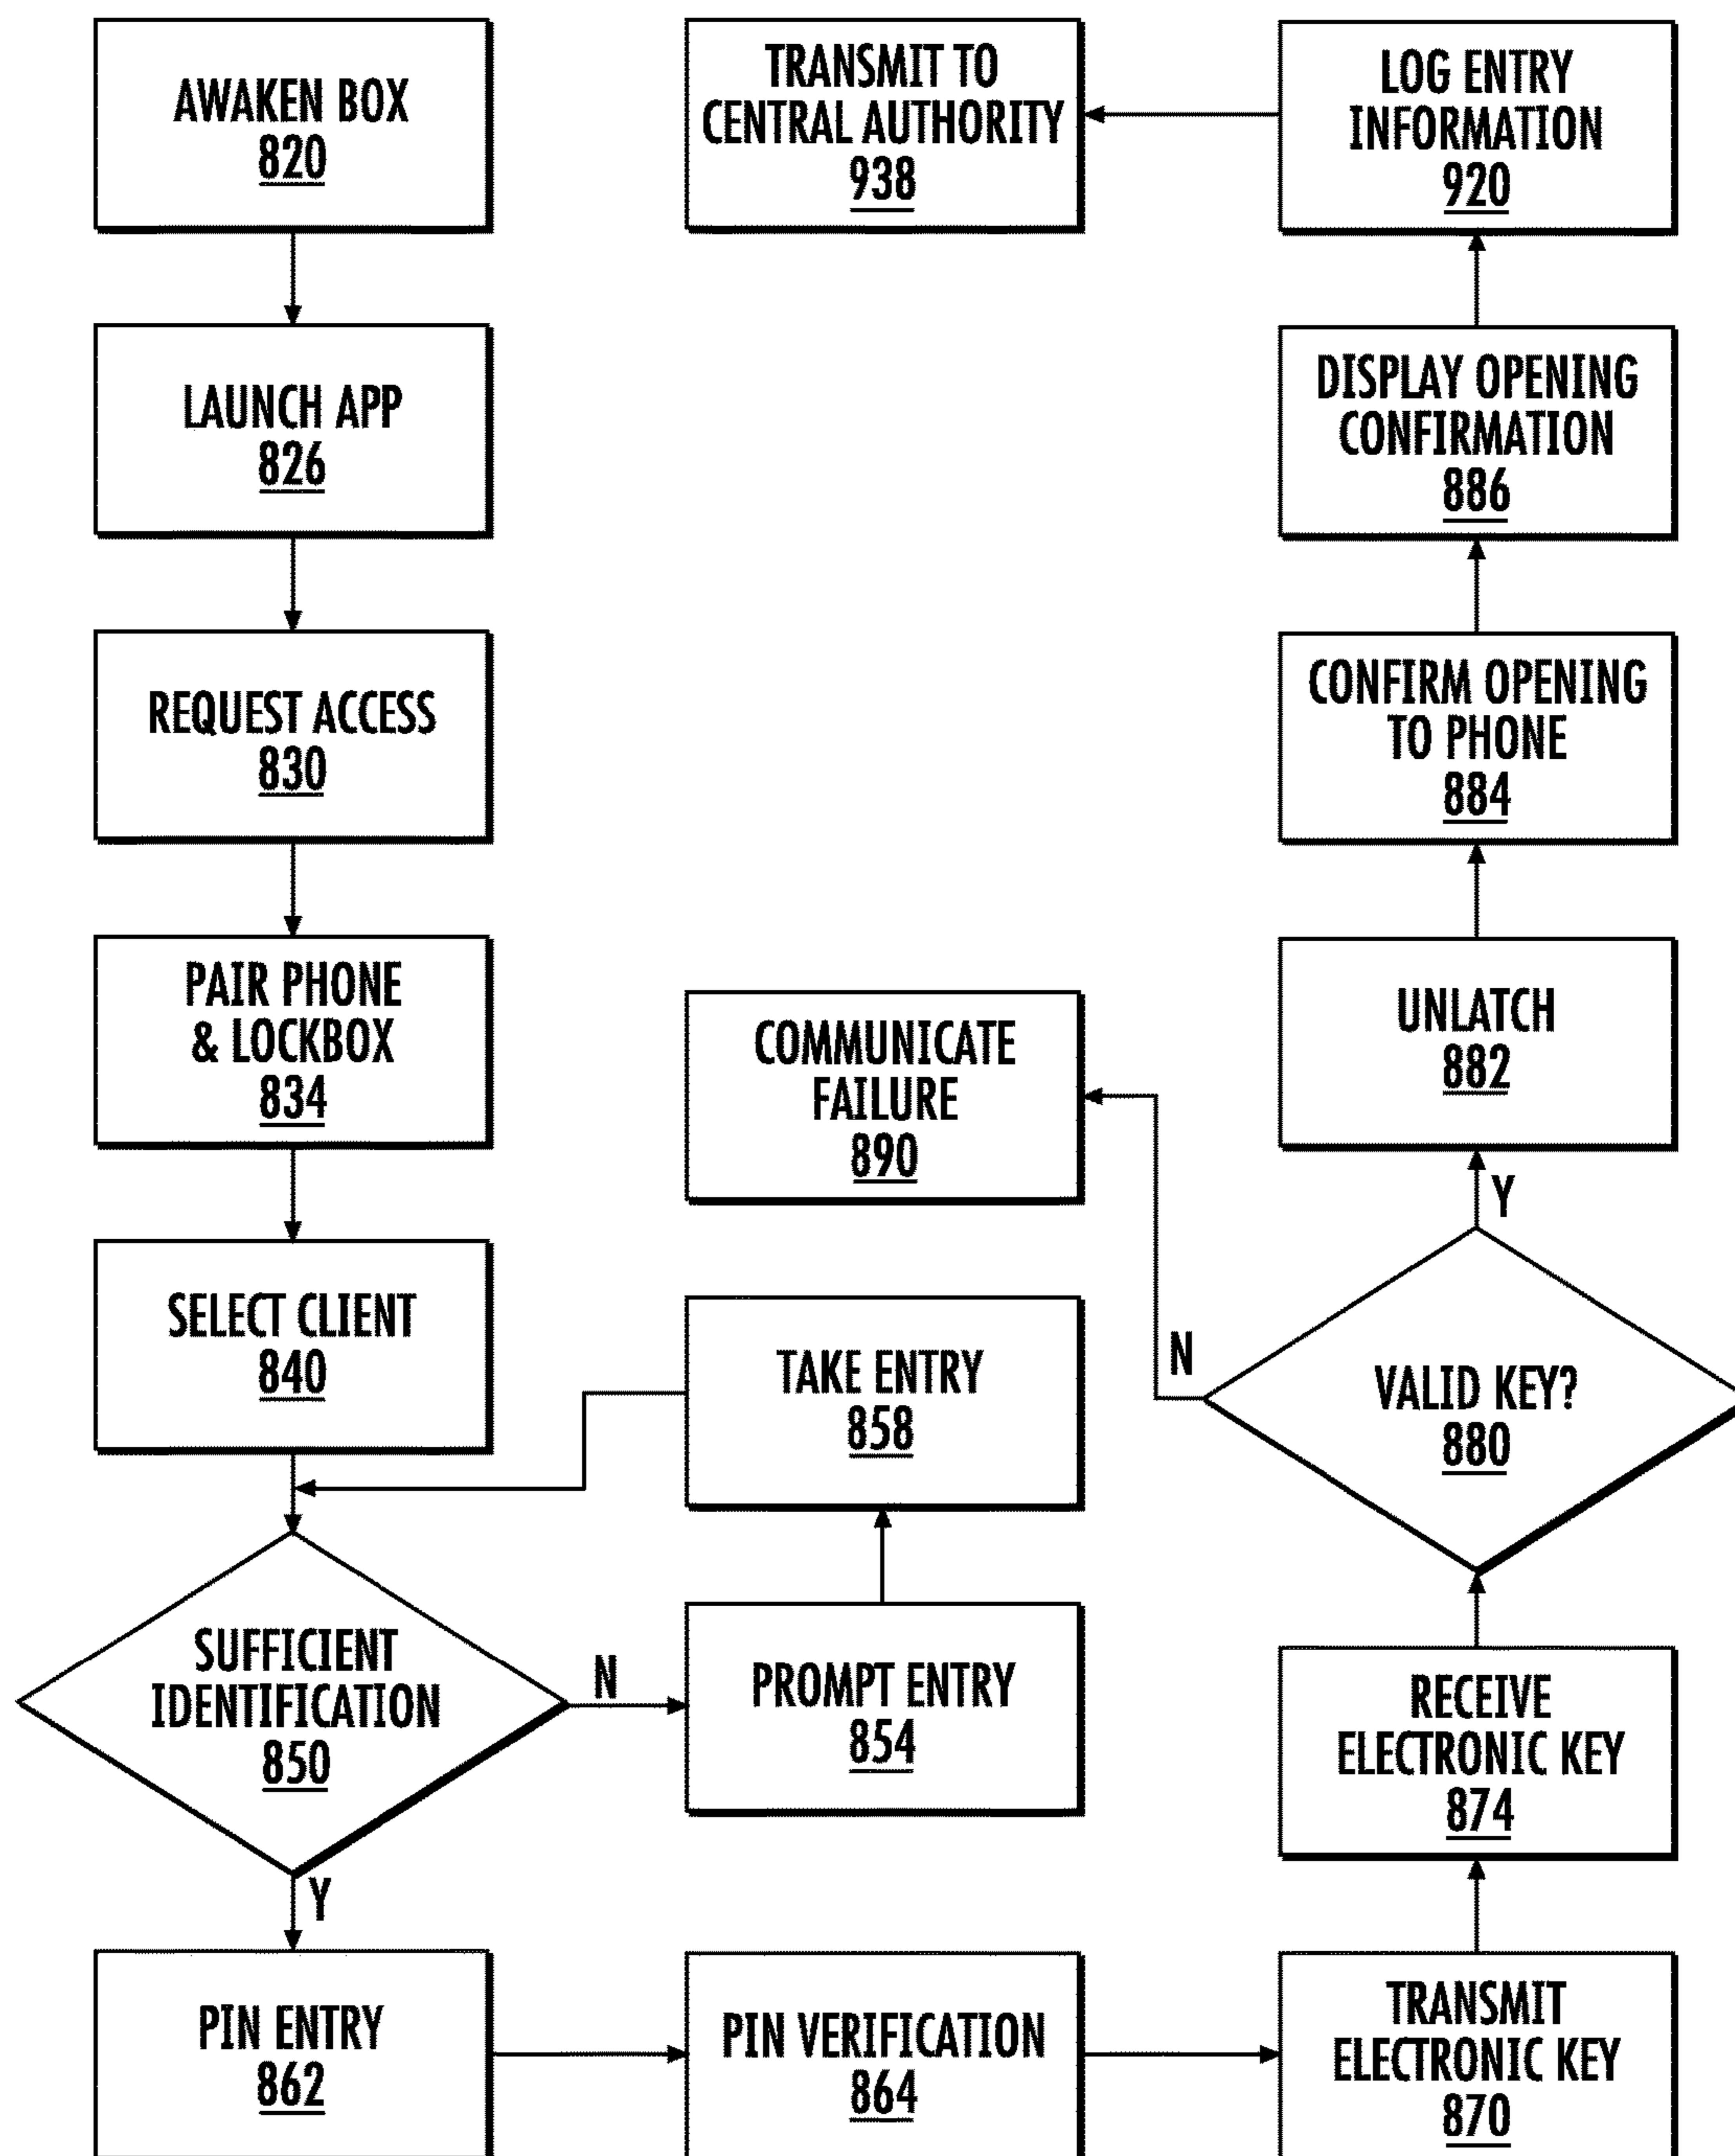 AWAKEN BOX
820
LAUNCH APP
826
REQUEST ACCESS
830
PAIR PHONE
& LOCKBOX
834
SELECT CLIENT
840
SUFFICIENT
IDENTIFICATION
850
N
Y
PROMPT ENTRY
854
TAKE ENTRY
858
PIN ENTRY
862
PIN VERIFICATION
864
TRANSMIT
ELECTRONIC KEY
870
RECEIVE
ELECTRONIC KEY
874
VALID KEY?
880
N
Y
COMMUNICATE
FAILURE
890
UNLATCH
882
CONFIRM OPENING
TO PHONE
884
DISPLAY OPENING
CONFIRMATION
886
LOG ENTRY
INFORMATION
920
TRANSMIT TO
CENTRAL AUTHORITY
938